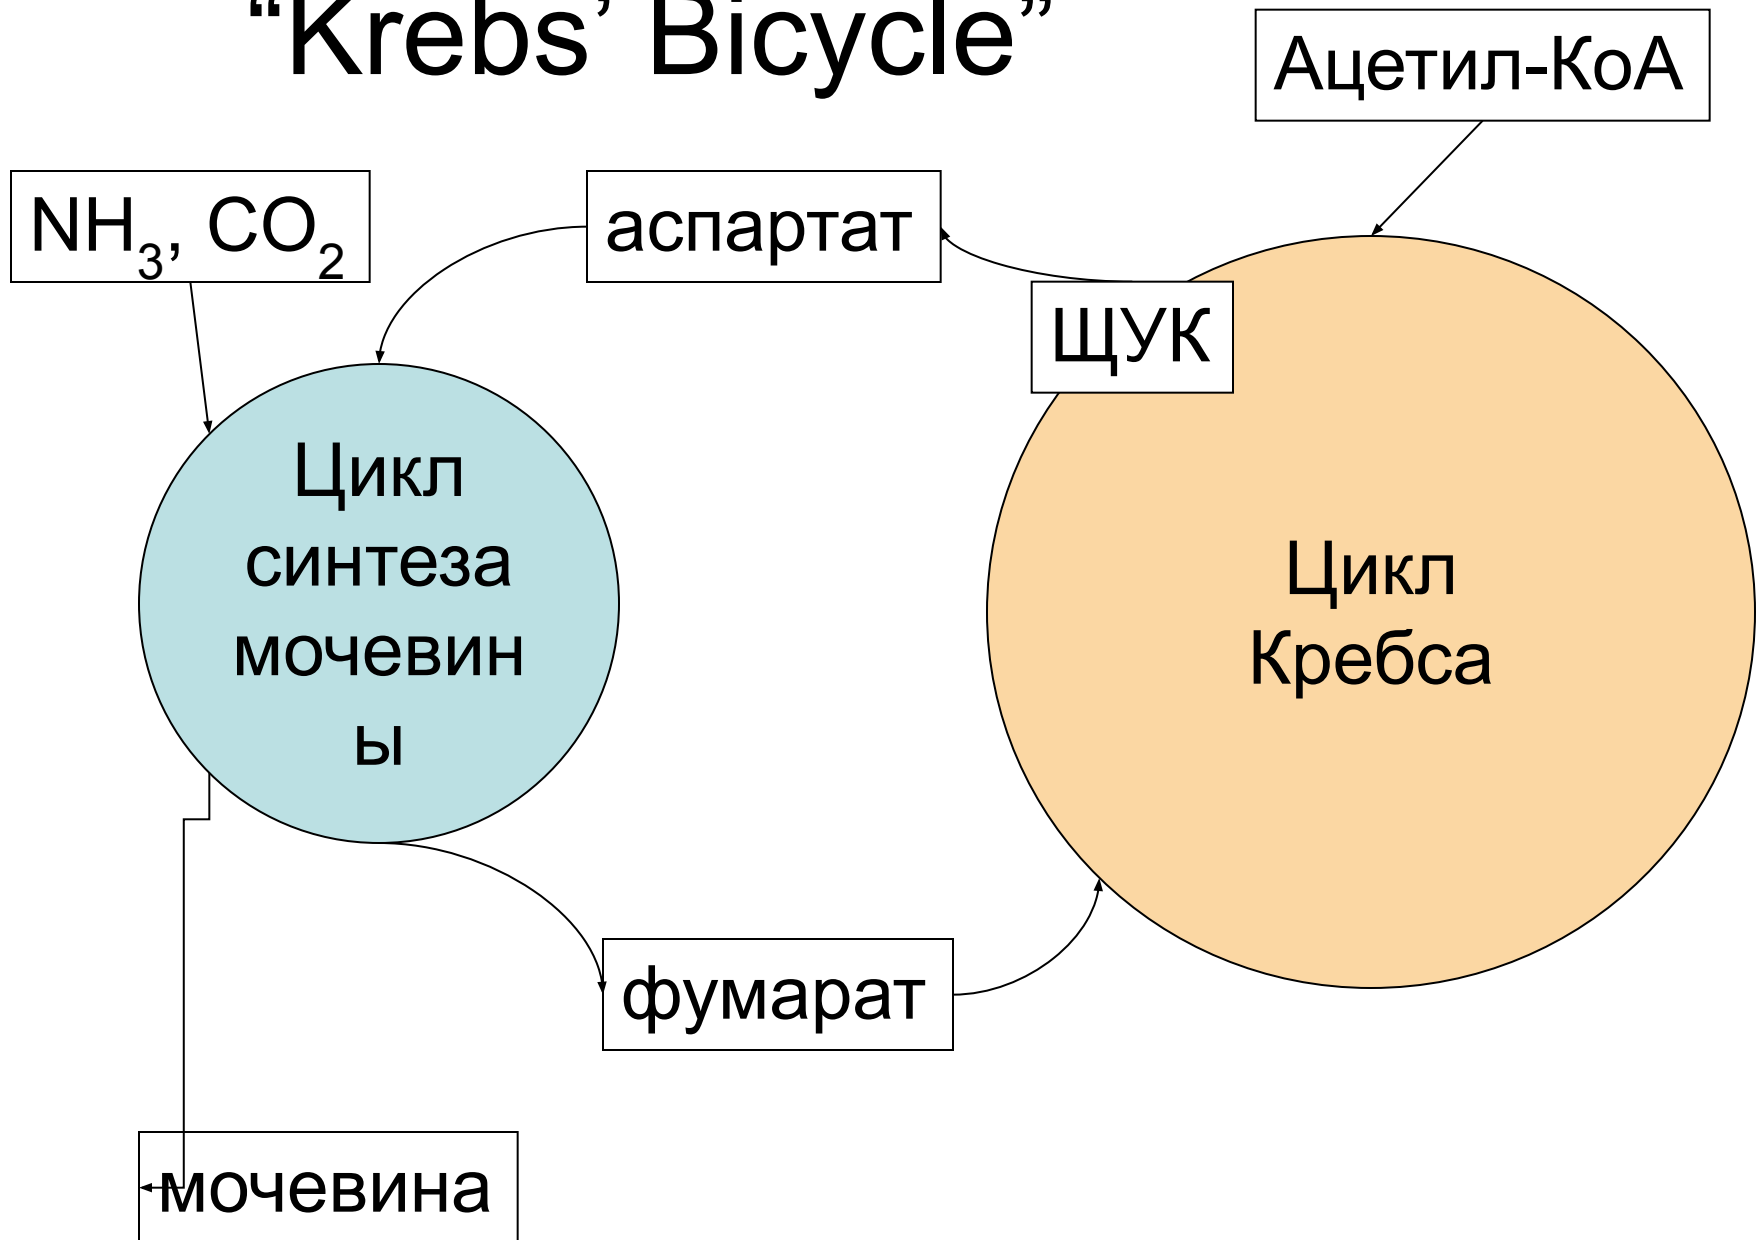 “Krebs’ Bicycle”
Ацетил-КоА
NH₃, CO₂
аспартат
ЩУК
Цикл
синтеза
мочевин
ы
Цикл
Кребса
фумарат
мочевина